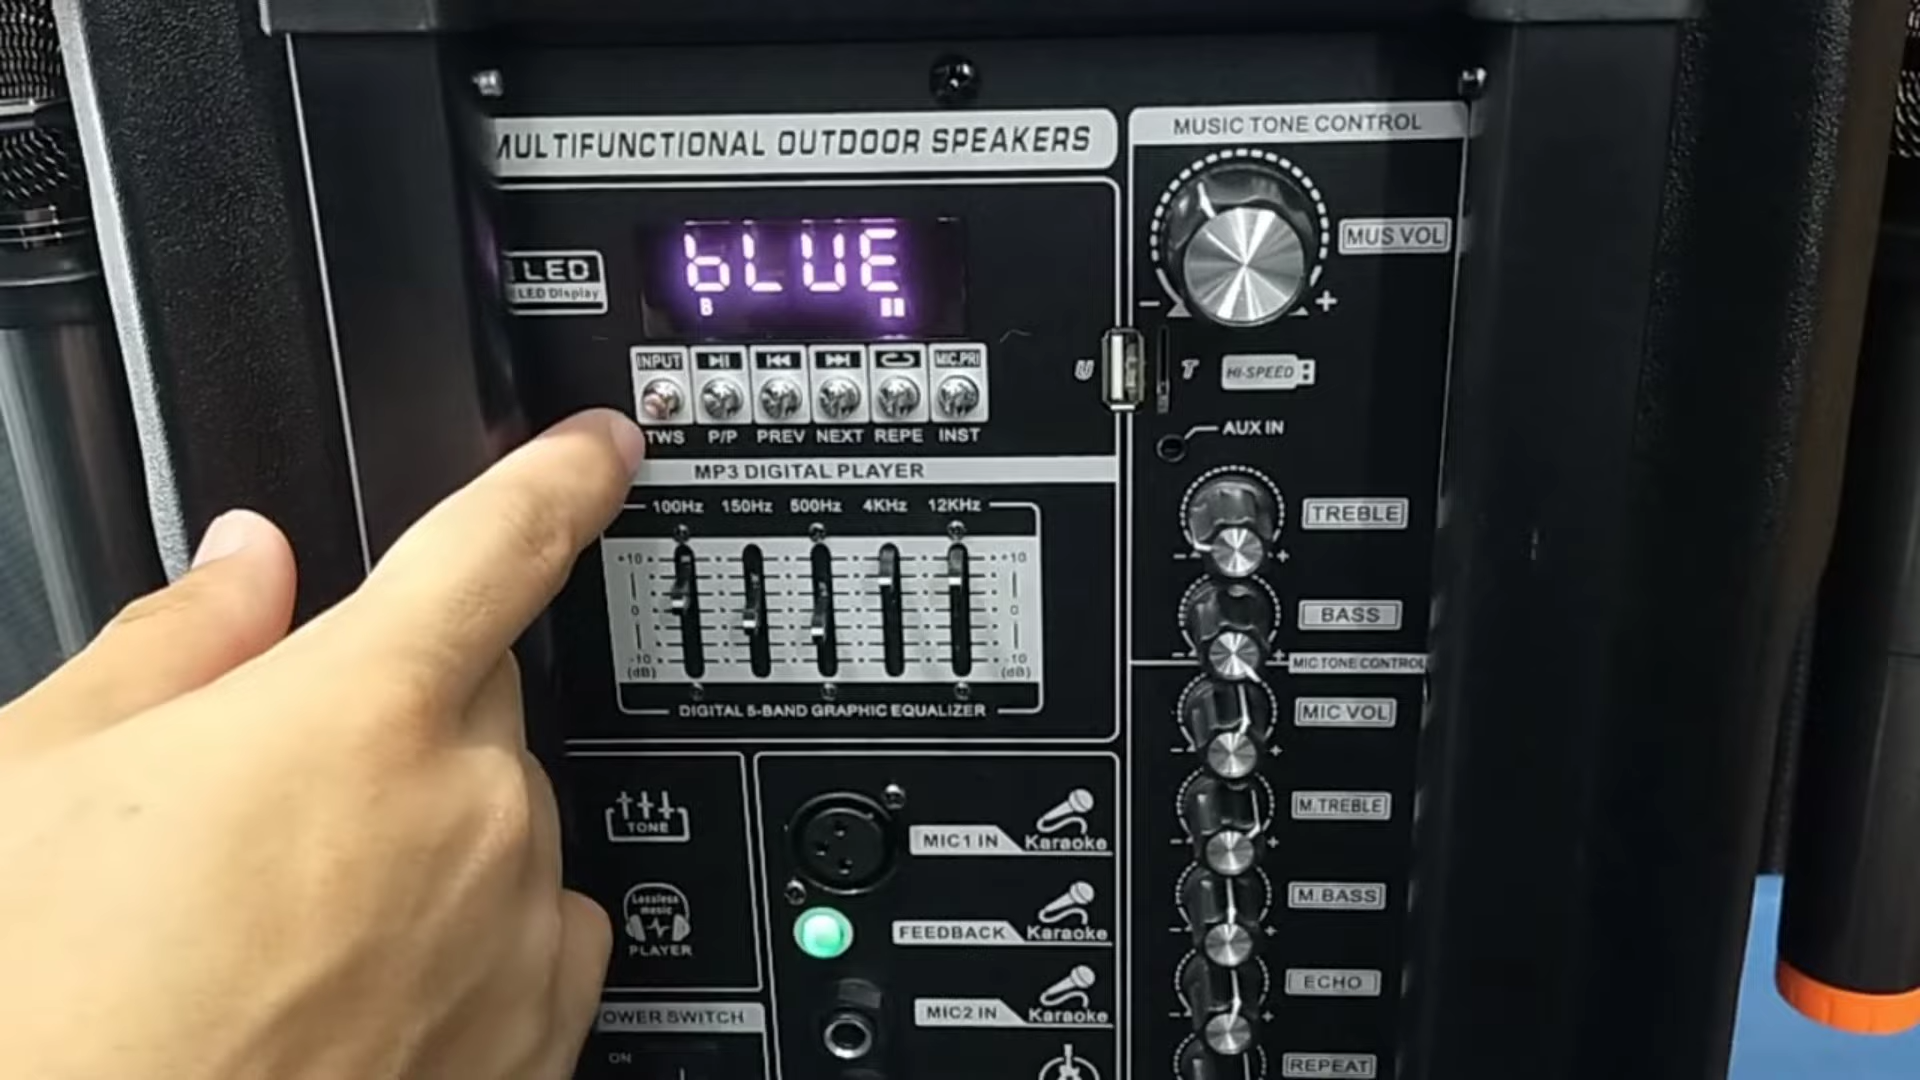 MULTIFUNCTIONAL OUTDOOR SPEAKERS
LED
LED Display
bLUE
B
INPUT
MIC.PRI
TWS P/P PREV NEXT REPE INST
MP3 DIGITAL PLAYER
100Hz 150Hz 500Hz 4KHz 12KHz
+10 +10
0 0
-10 -10
(dB) (dB)
DIGITAL 5-BAND GRAPHIC EQUALIZER
TONE
Lossless
music
PLAYER
OWER SWITCH
ON
MIC1 IN Karaoke
FEEDBACK Karaoke
MIC2 IN Karaoke
MUSIC TONE CONTROL
MUS VOL
- +
U T HI-SPEED
AUX IN
TREBLE
- +
BASS
- +
MIC TONE CONTROL
MIC VOL
- +
M.TREBLE
- +
M.BASS
- +
ECHO
- +
REPEAT